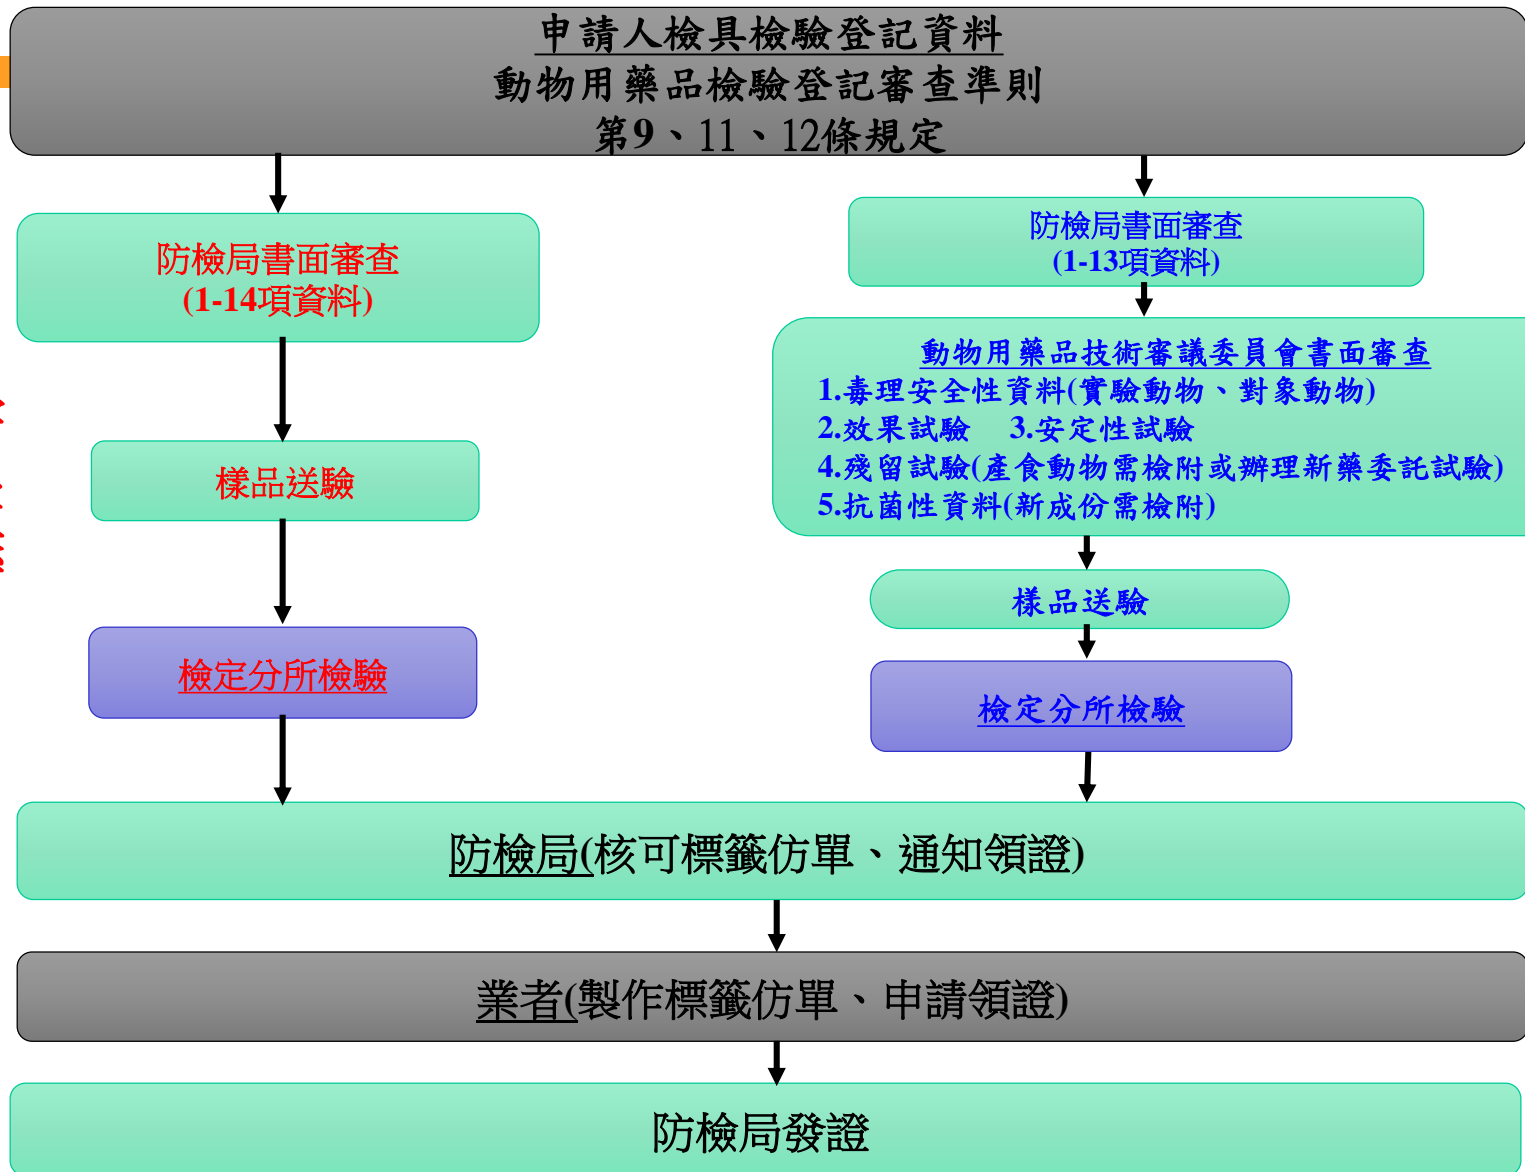 申請人檢具檢驗登記資料
動物用藥品檢驗登記審查準則
第9、11、12條規定
防檢局書面審查
(1-14項資料)
樣品送驗
檢定分所檢驗
防檢局書面審查
(1-13項資料)
動物用藥品技術審議委員會書面審查
1.毒理安全性資料(實驗動物、對象動物)
2.效果試驗 3.安定性試驗
4.殘留試驗(產食動物需檢附或辦理新藥委託試驗)
5.抗菌性資料(新成份需檢附)
樣品送驗
檢定分所檢驗
防檢局(核可標籤仿單、通知領證)
業者(製作標籤仿單、申請領證)
防檢局發證